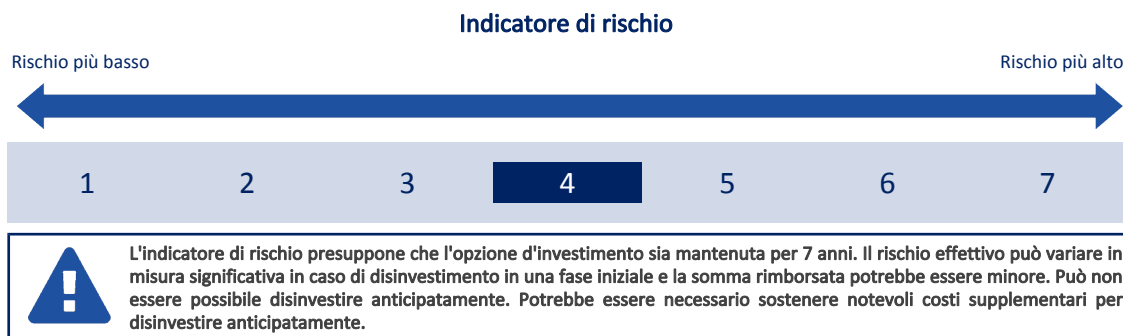 Indicatore di rischio
Rischio più basso
Rischio più alto
1 2 3 4 5 6 7
L'indicatore di rischio presuppone che l'opzione d'investimento sia mantenuta per 7 anni. Il rischio effettivo può variare in
misura significativa in caso di disinvestimento in una fase iniziale e la somma rimborsata potrebbe essere minore. Può non
essere possibile disinvestire anticipatamente. Potrebbe essere necessario sostenere notevoli costi supplementari per
disinvestire anticipatamente.